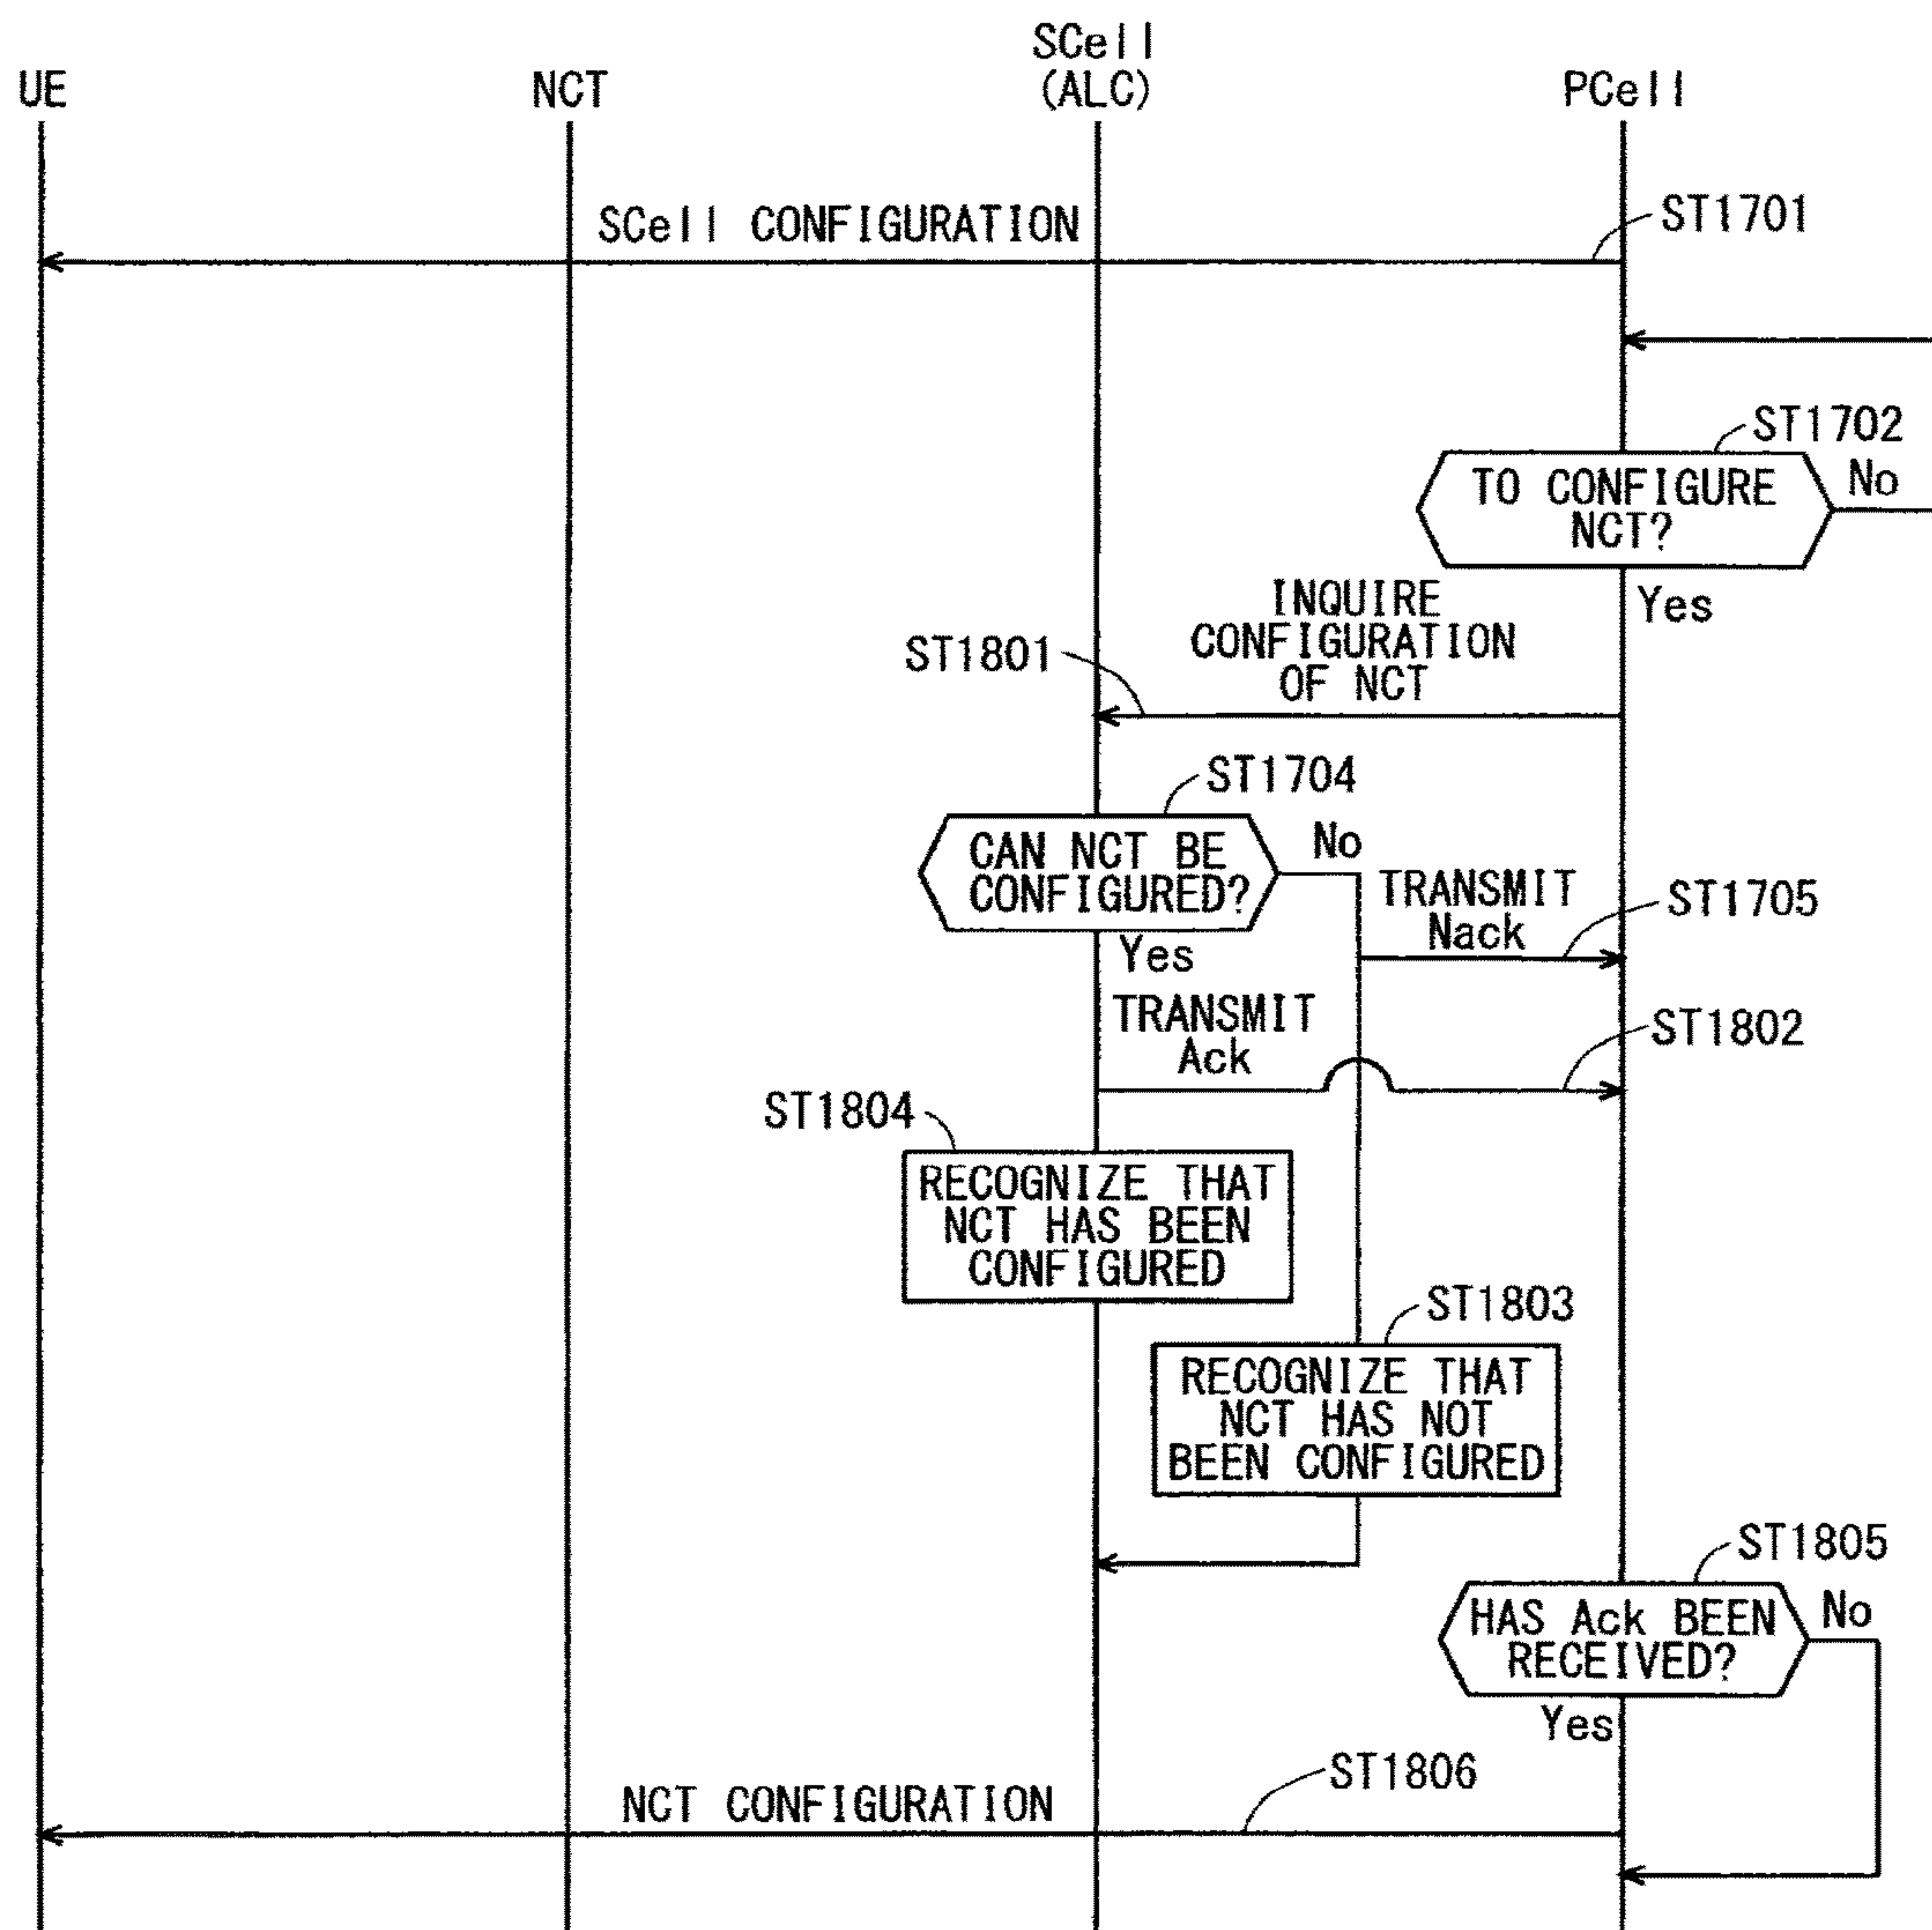 SCell
(ALC)
UE
NCT
PCell
SCell CONFIGURATION
ST1701
ST1702
TO CONFIGURE
NCT?
No
Yes
INQUIRE
CONFIGURATION
OF NCT
ST1801
ST1704
CAN NCT BE
CONFIGURED?
No
Yes
TRANSMIT
Nack
ST1705
TRANSMIT
Ack
ST1802
ST1804
RECOGNIZE THAT
NCT HAS BEEN
CONFIGURED
ST1803
RECOGNIZE THAT
NCT HAS NOT
BEEN CONFIGURED
ST1805
HAS Ack BEEN
RECEIVED?
No
Yes
ST1806
NCT CONFIGURATION